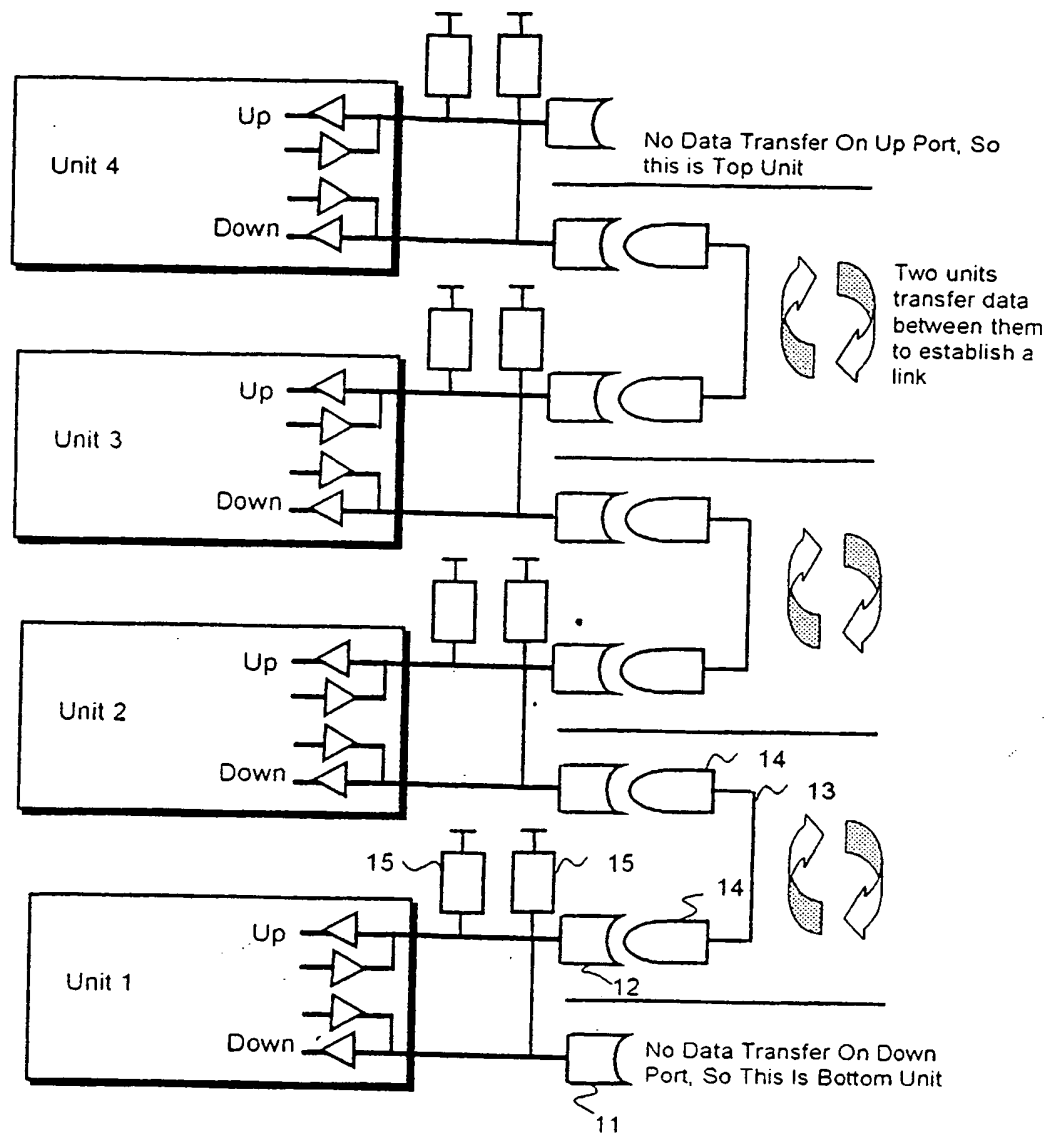 Up
No Data Transfer On Up Port, So
this is Top Unit
Unit 4
Down
Two units
transfer data
between them
to establish a
link
Up
Unit 3
Down
Up
Unit 2
Down
14
13
15
15
14
Up
12
Unit 1
Down
No Data Transfer On Down
Port, So This Is Bottom Unit
11